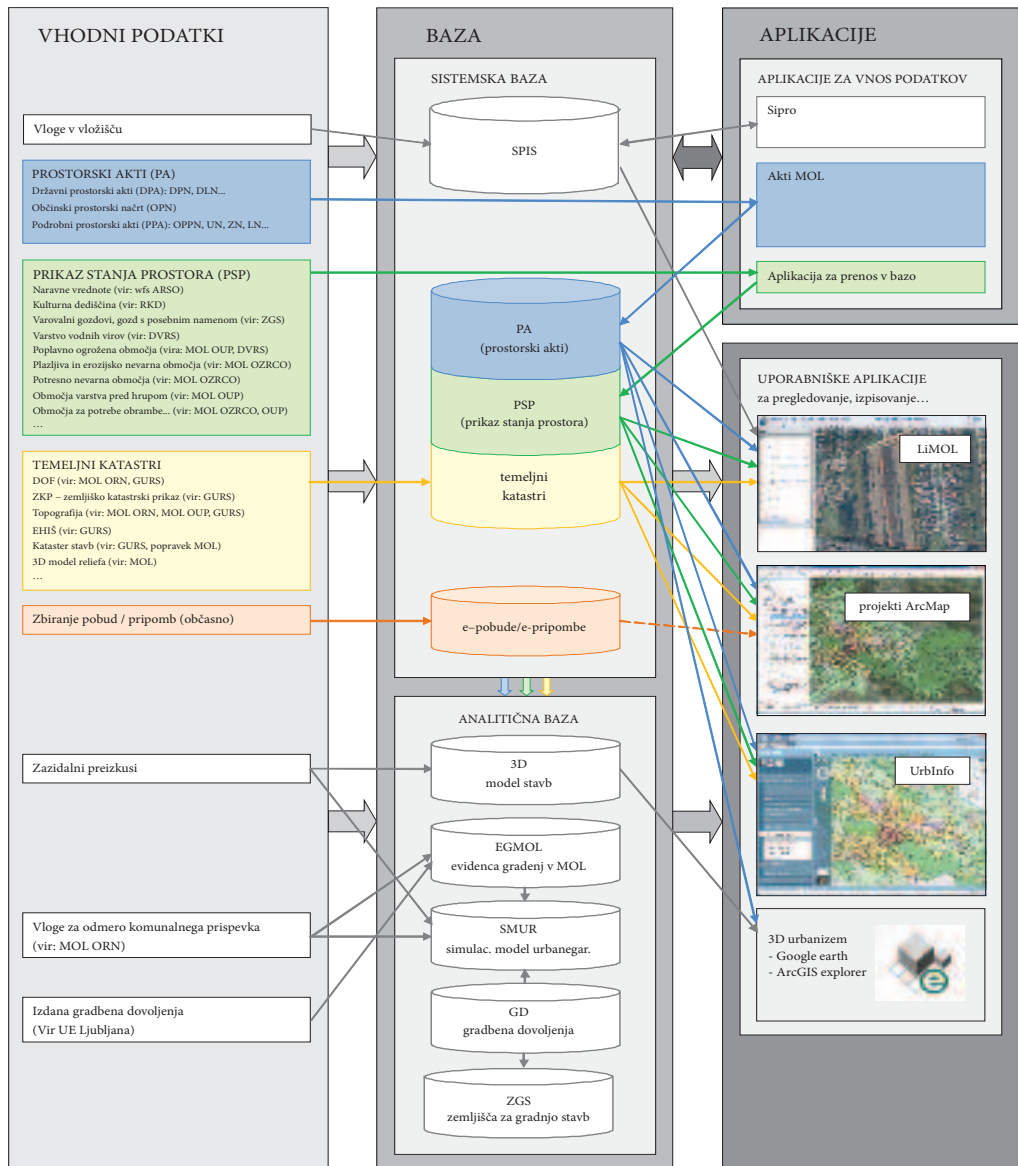 VHODNI PODATKI
Vloge v vložišču
PROSTORSKI AKTI (PA)
Državni prostorski akti (DPA): DPN, DLN...
Občinski prostorski načrt (OPN)
Podrobni prostorski akti (PPA): OPPN, UN, ZN, LN...
PRIKAZ STANJA PROSTORA (PSP)
Naravne vrednote (vir: wfs ARSO)
Kulturna dediščina (vir: RKD)
Varovalni gozdovi, gozd s posebnim namenom (vir: ZGS)
Varstvo vodnih virov (vir: DVRS)
Poplavno ogrožena območja (vira: MOL OUP, DVRS)
Plazljiva in erozijsko nevarna območja (vir: MOL OZRCO)
Potresno nevarna območja (vir: MOL OZRCO)
Območja varstva pred hrupom (vir: MOL OUP)
Območja za potrebe obrambe... (vir: MOL OZRCO, OUP)
…
TEMELJNI KATASTRI
DOF (vir: MOL ORN, GURS)
ZKP – zemljiško katastrski prikaz (vir: GURS)
Topografija (vir: MOL ORN, MOL OUP, GURS)
EHIŠ (vir: GURS)
Kataster stavb (vir: GURS, popravek MOL)
3D model reliefa (vir: MOL)
…
Zbiranje pobud / pripomb (občasno)
Zazidalni preizkusi
Vloge za odmero komunalnega prispevka
(vir: MOL ORN)
Izdana gradbena dovoljenja
(Vir UE Ljubljana)
BAZA
SISTEMSKA BAZA
SPIS
PA
(prostorski akti)
PSP
(prikaz stanja prostora)
temeljni
katastri
e–pobude/e-pripombe
ANALITIČNA BAZA
3D
model stavb
EGMOL
evidenca gradenj v MOL
SMUR
simulac. model urbanegar.
GD
gradbena dovoljenja
ZGS
zemljišča za gradnjo stavb
APLIKACIJE
APLIKACIJE ZA VNOS PODATKOV
Sipro
Akti MOL
Aplikacija za prenos v bazo
UPORABNIŠKE APLIKACIJE
za pregledovanje, izpisovanje…
LiMOL
projekti ArcMap
UrbInfo
3D urbanizem
- Google earth
- ArcGIS explorer
e